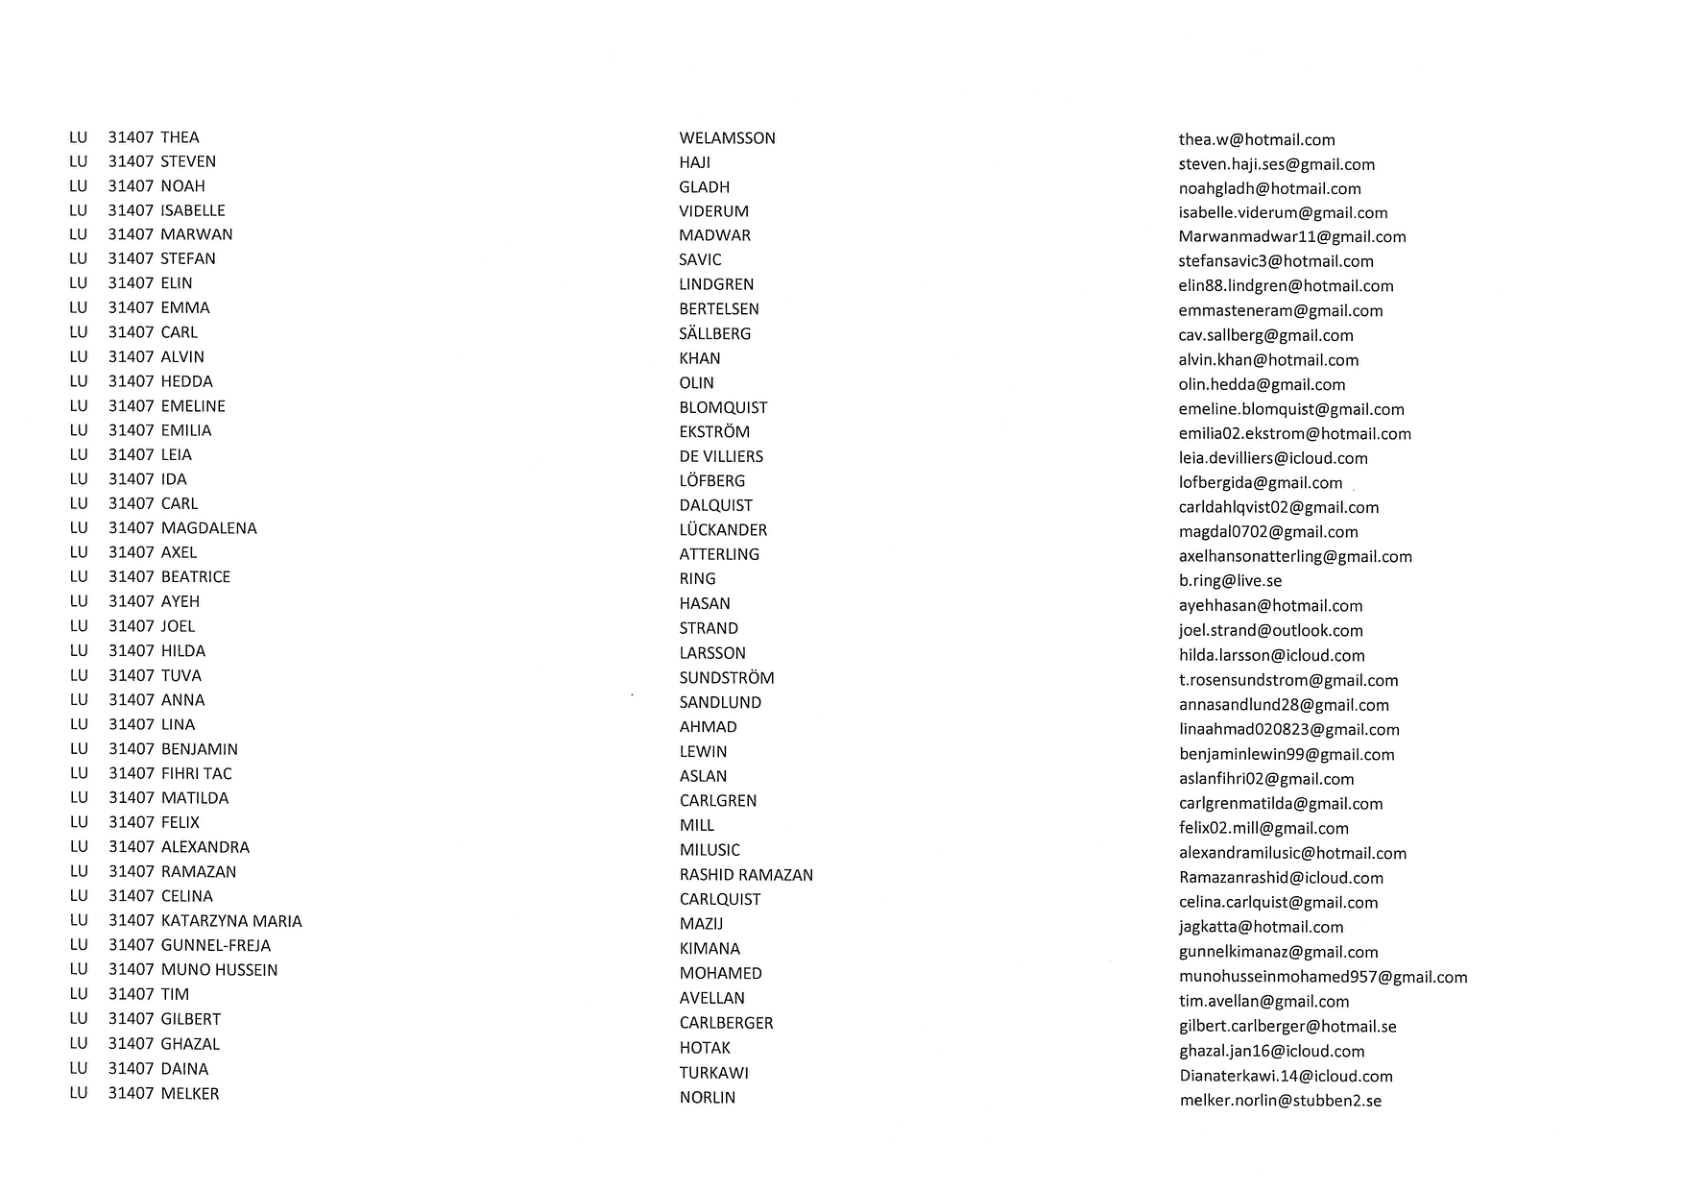 LU 31407 THEA WELAMSSON thea.w@hotmail.com
LU 31407 STEVEN HAJI steven.haji.ses@gmail.com
LU 31407 NOAH GLADH noahgladh@hotmail.com
LU 31407 ISABELLE VIDERUM isabelle.viderum@gmail.com
LU 31407 MARWAN MADWAR Marwanmadwar11@gmail.com
LU 31407 STEFAN SAVIC stefansavic3@hotmail.com
LU 31407 ELIN LINDGREN elin88.lindgren@hotmail.com
LU 31407 EMMA BERTELSEN emmasteneram@gmail.com
LU 31407 CARL SÄLLBERG cav.sallberg@gmail.com
LU 31407 ALVIN KHAN alvin.khan@hotmail.com
LU 31407 HEDDA OLIN olin.hedda@gmail.com
LU 31407 EMELINE BLOMQUIST emeline.blomquist@gmail.com
LU 31407 EMILIA EKSTRÖM emilia02.ekstrom@hotmail.com
LU 31407 LEIA DE VILLIERS leia.devilliers@icloud.com
LU 31407 IDA LÖFBERG lofbergida@gmail.com
LU 31407 CARL DALQUIST carldahlqvist02@gmail.com
LU 31407 MAGDALENA LÜCKANDER magdal0702@gmail.com
LU 31407 AXEL ATTERLING axelhansonatterling@gmail.com
LU 31407 BEATRICE RING b.ring@live.se
LU 31407 AYEH HASAN ayehhasan@hotmail.com
LU 31407 JOEL STRAND joel.strand@outlook.com
LU 31407 HILDA LARSSON hilda.larsson@icloud.com
LU 31407 TUVA SUNDSTRÖM t.rosensundstrom@gmail.com
LU 31407 ANNA SANDLUND annasandlund28@gmail.com
LU 31407 LINA AHMAD linaahmad020823@gmail.com
LU 31407 BENJAMIN LEWIN benjaminlewin99@gmail.com
LU 31407 FIHRI TAC ASLAN aslanfihri02@gmail.com
LU 31407 MATILDA CARLGREN carlgrenmatilda@gmail.com
LU 31407 FELIX MILL felix02.mill@gmail.com
LU 31407 ALEXANDRA MILUSIC alexandramilusic@hotmail.com
LU 31407 RAMAZAN RASHID RAMAZAN Ramazanrashid@icloud.com
LU 31407 CELINA CARLQUIST celina.carlquist@gmail.com
LU 31407 KATARZYNA MARIA MAZIJ jagkatta@hotmail.com
LU 31407 GUNNEL-FREJA KIMANA gunnelkimanaz@gmail.com
LU 31407 MUNO HUSSEIN MOHAMED munohusseinmohamed957@gmail.com
LU 31407 TIM AVELLAN tim.avellan@gmail.com
LU 31407 GILBERT CARLBERGER gilbert.carlberger@hotmail.se
LU 31407 GHAZAL HOTAK ghazal.jan16@icloud.com
LU 31407 DAINA TURKAWI Dianaterkawi.14@icloud.com
LU 31407 MELKER NORLIN melker.norlin@stubben2.se